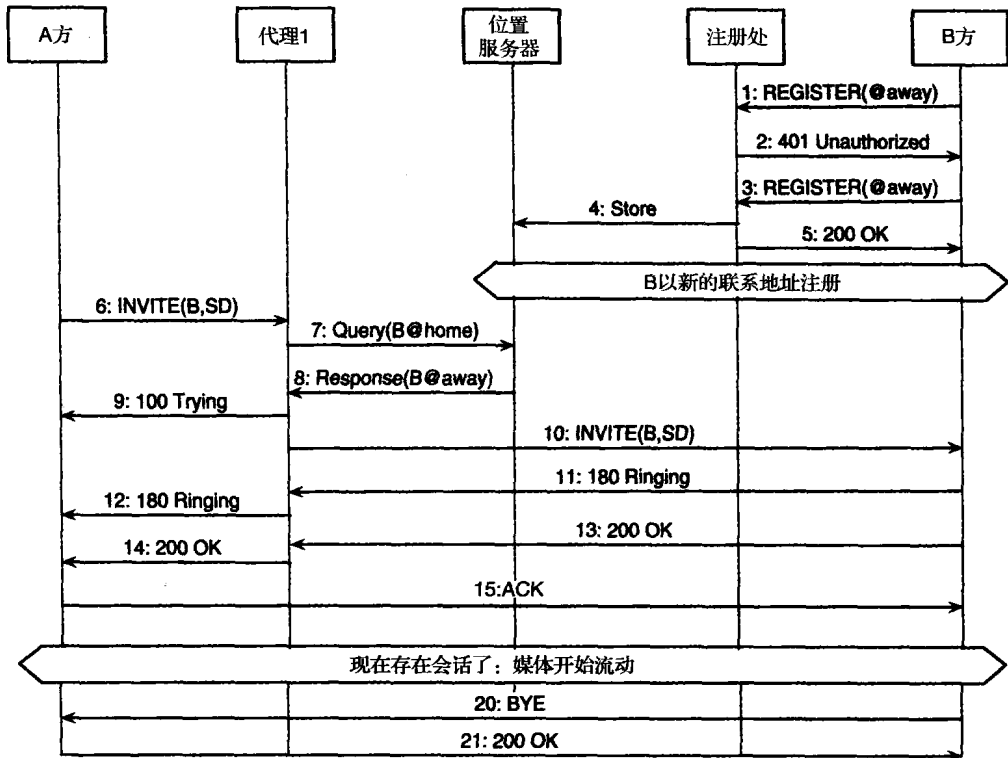 A方
代理1
位置
服务器
注册处
B方
1: REGISTER(@away)
2: 401 Unauthorized
3: REGISTER(@away)
4: Store
5: 200 OK
B以新的联系地址注册
6: INVITE(B,SD)
7: Query(B@home)
8: Response(B@away)
9: 100 Trying
10: INVITE(B,SD)
11: 180 Ringing
12: 180 Ringing
13: 200 OK
14: 200 OK
15:ACK
现在存在会话了：媒体开始流动
20: BYE
21: 200 OK